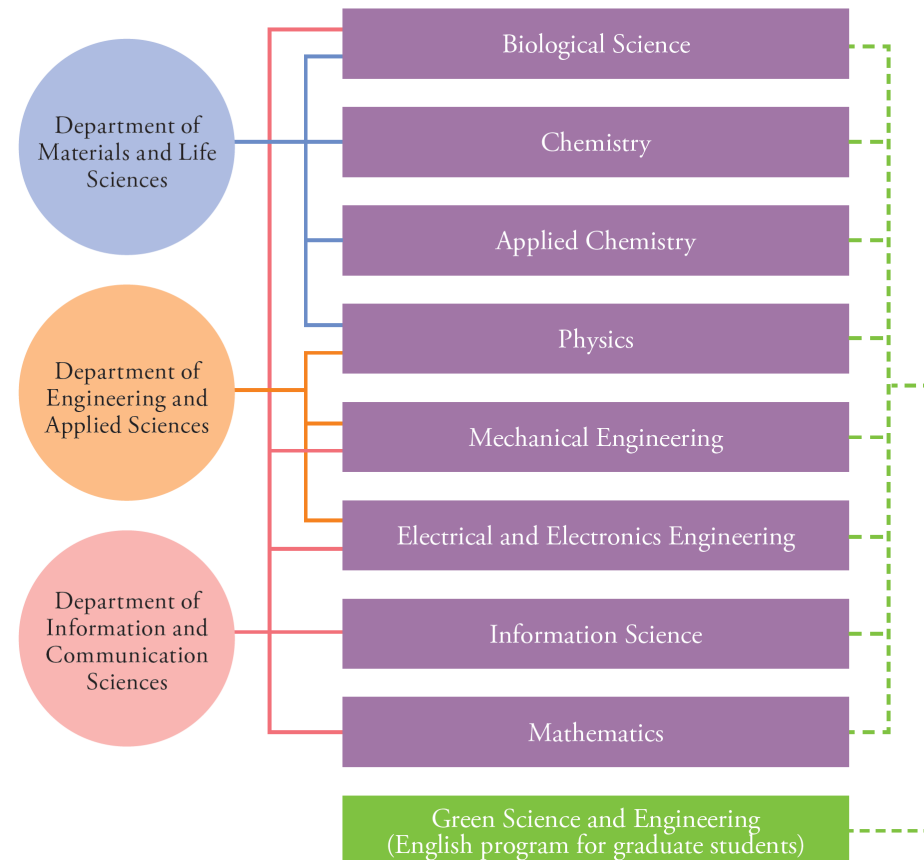 Department of
Materials and Life
Sciences
Department of
Engineering and
Applied Sciences
Department of
Information and
Communication
Sciences
Biological Science
Chemistry
Applied Chemistry
Physics
Mechanical Engineering
Electrical and Electronics Engineering
Information Science
Mathematics
Green Science and Engineering
(English program for graduate students)